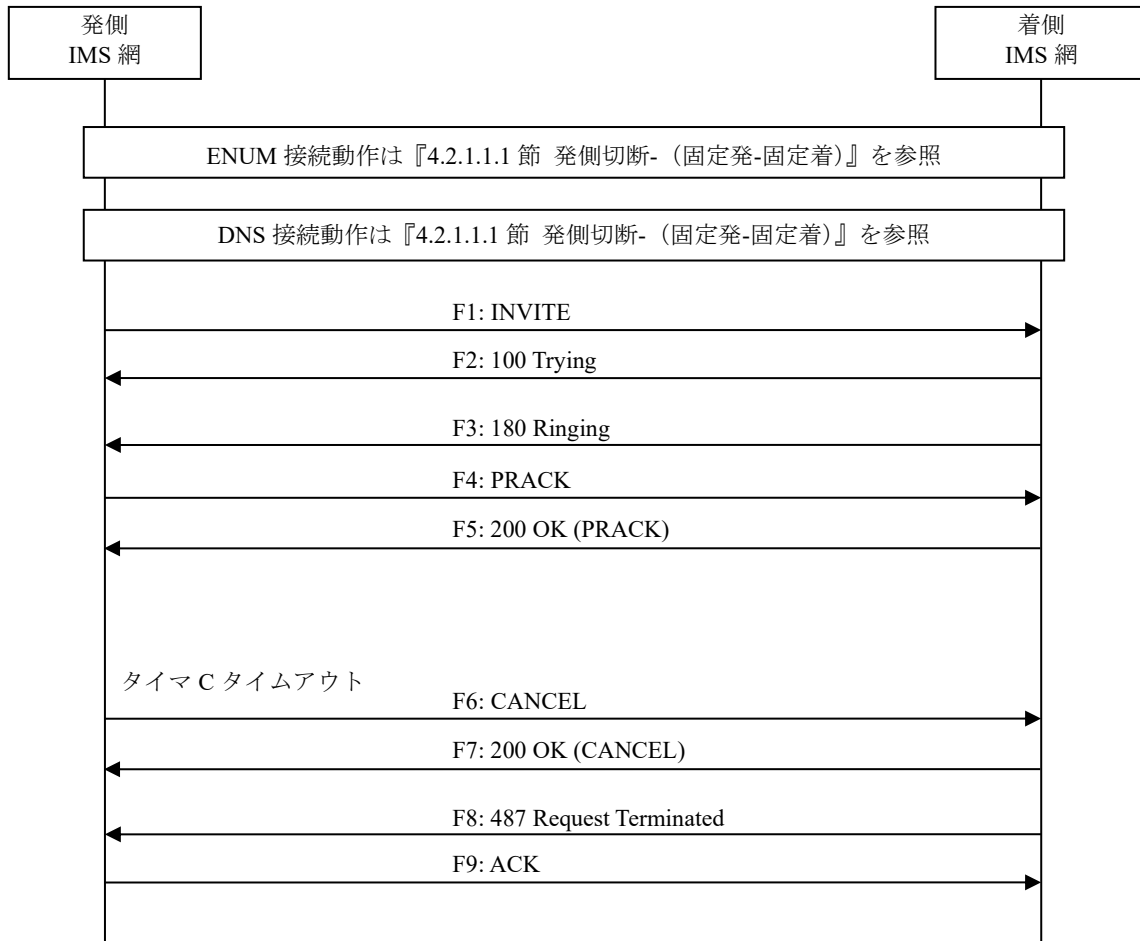 発側
IMS 網
着側
IMS 網
ENUM 接続動作は『4.2.1.1.1 節 発側切断-（固定発-固定着）』を参照
DNS 接続動作は『4.2.1.1.1 節 発側切断-（固定発-固定着）』を参照
F1: INVITE
F2: 100 Trying
F3: 180 Ringing
F4: PRACK
F5: 200 OK (PRACK)
タイマ C タイムアウト
F6: CANCEL
F7: 200 OK (CANCEL)
F8: 487 Request Terminated
F9: ACK